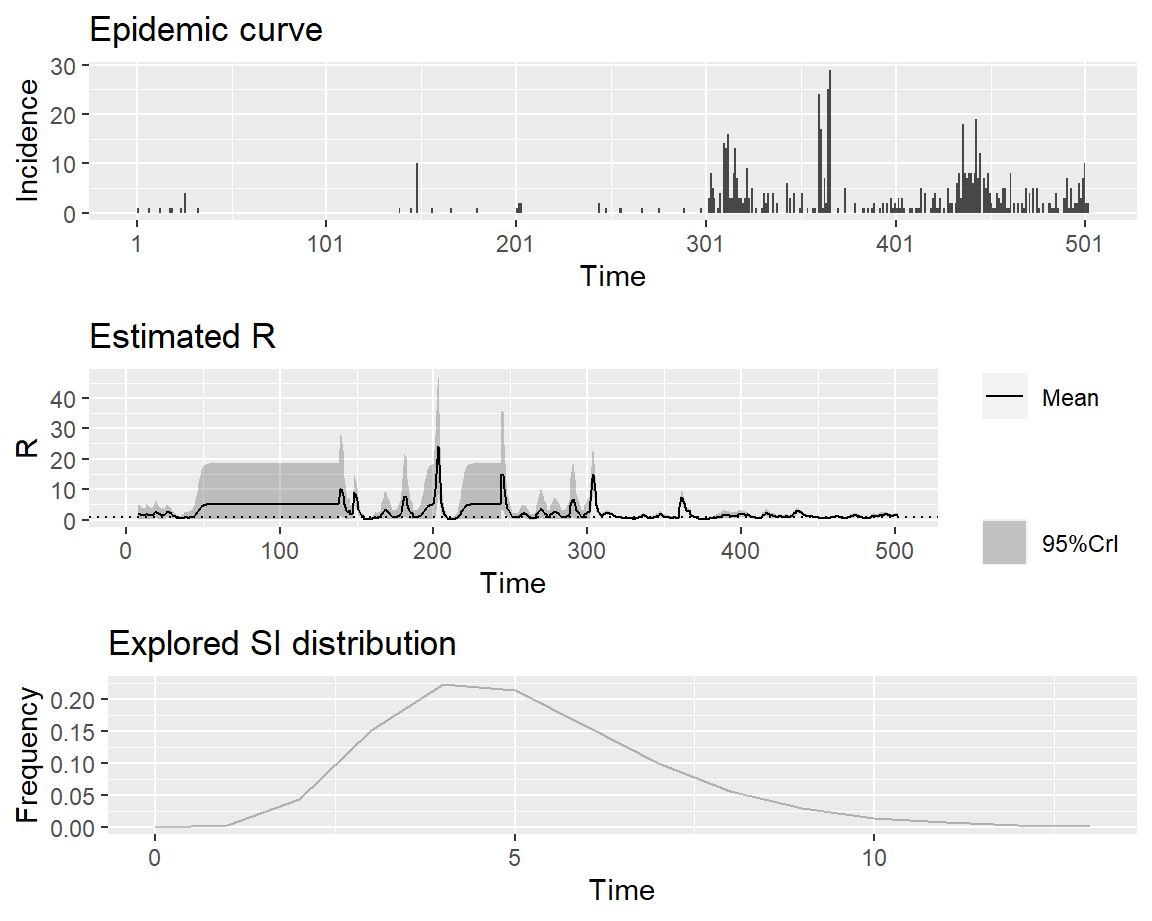 Epidemic curve
30
20
10
0
Incidence
1 101 201 301 401 501
Time
Estimated R
40
30
20
10
0
R
0 100 200 300 400 500
Time
Mean
95%CrI
Explored SI distribution
0.20
0.15
0.10
0.05
0.00
Frequency
0 5 10
Time